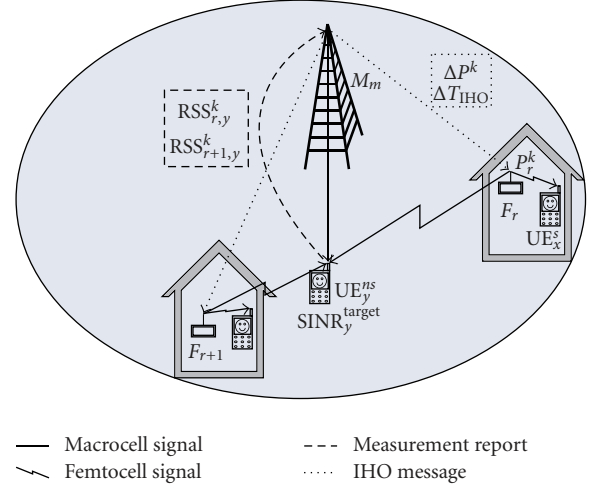 M_m
ΔP^k
ΔT_IHO
RSS^k_{r,y}
RSS^k_{r+1,y}
P^k_r
F_r
UE^s_x
UE^{ns}_y
SINR^{target}_y
F_{r+1}
Macrocell signal
Femtocell signal
Measurement report
IHO message